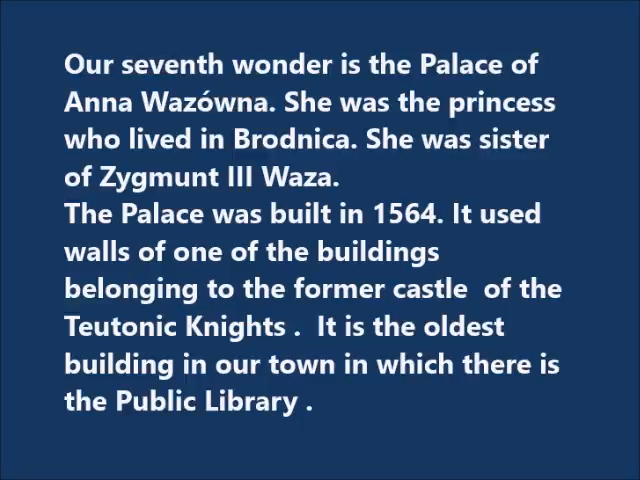 Our seventh wonder is the Palace of
Anna Wazówna. She was the princess
who lived in Brodnica. She was sister
of Zygmunt III Waza.
The Palace was built in 1564. It used
walls of one of the buildings
belonging to the former castle  of the
Teutonic Knights .  It is the oldest
building in our town in which there is
the Public Library .